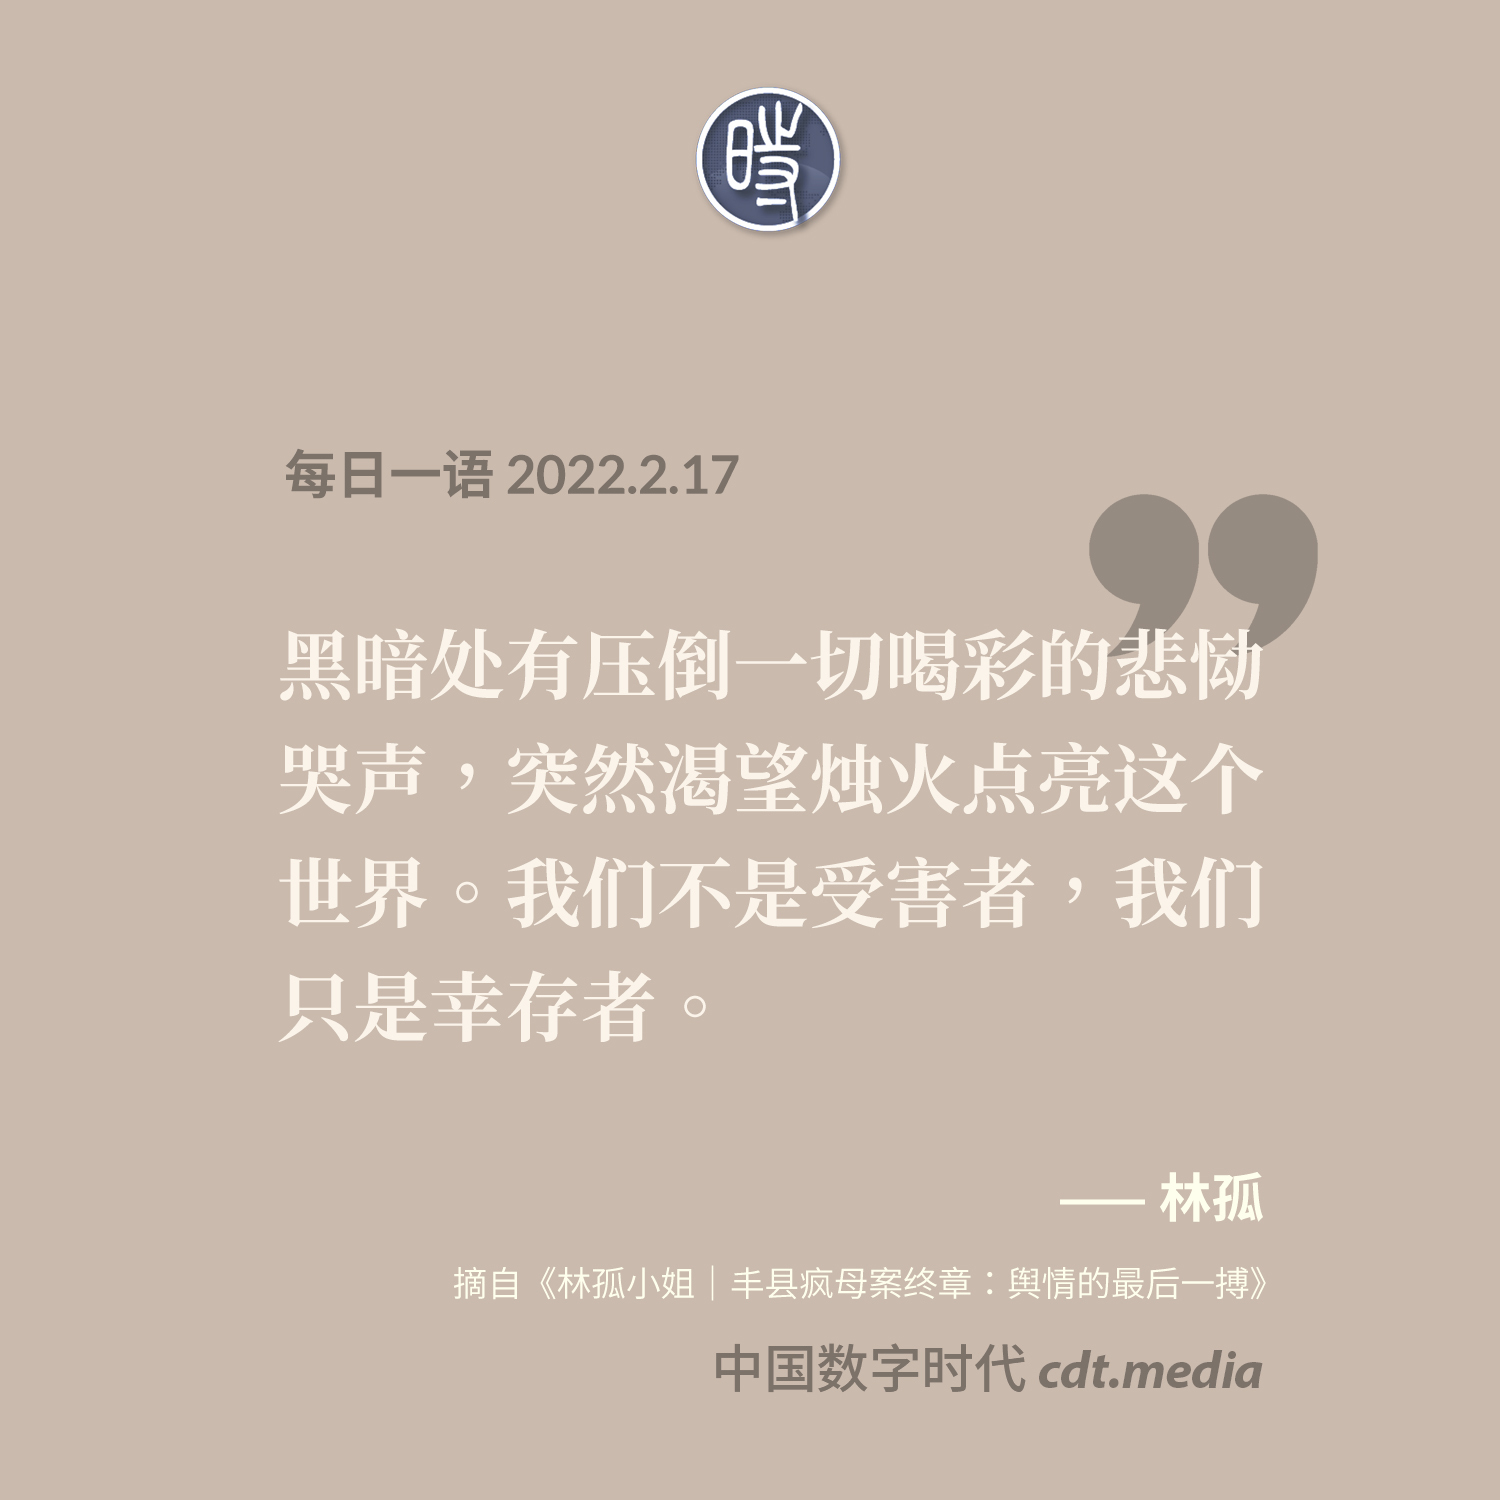 時
每日一语 2022.2.17
”
黑暗处有压倒一切喝彩的悲恸
哭声，突然渴望烛火点亮这个
世界。我们不是受害者，我们
只是幸存者。
—— 林孤
摘自《林孤小姐｜丰县疯母案终章：舆情的最后一搏》
中国数字时代 cdt.media